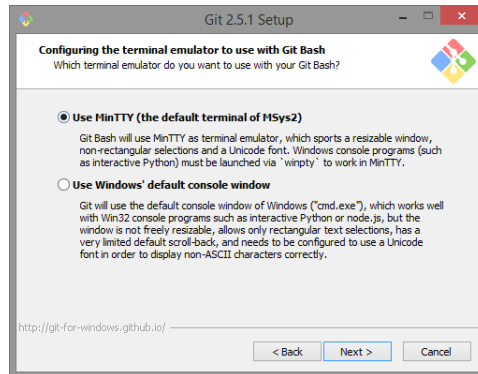 Git 2.5.1 Setup
Configuring the terminal emulator to use with Git Bash
Which terminal emulator do you want to use with your Git Bash?
Use MinTTY (the default terminal of MSys2)
Git Bash will use MinTTY as terminal emulator, which sports a resizable window,
non-rectangular selections and a Unicode font. Windows console programs (such
as interactive Python) must be launched via `winpty` to work in MinTTY.
Use Windows' default console window
Git will use the default console window of Windows ("cmd.exe"), which works well
with Win32 console programs such as interactive Python or node.js, but the
window is not freely resizable, allows only rectangular text selections, has a
very limited default scroll-back, and needs to be configured to use a Unicode
font in order to display non-ASCII characters correctly.
http://git-for-windows.github.io/
< Back Next > Cancel